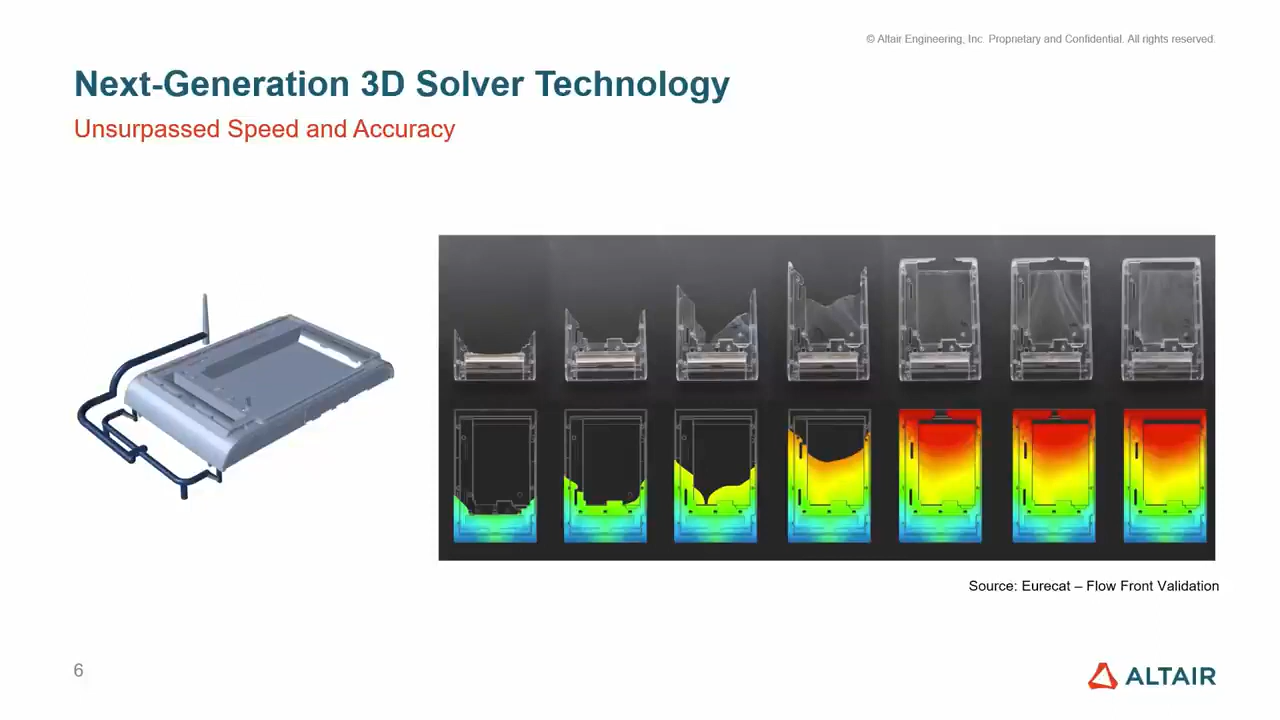 © Altair Engineering, Inc. Proprietary and Confidential. All rights reserved.
Next-Generation 3D Solver Technology
Unsurpassed Speed and Accuracy
Source: Eurecat – Flow Front Validation
6
ALTAIR